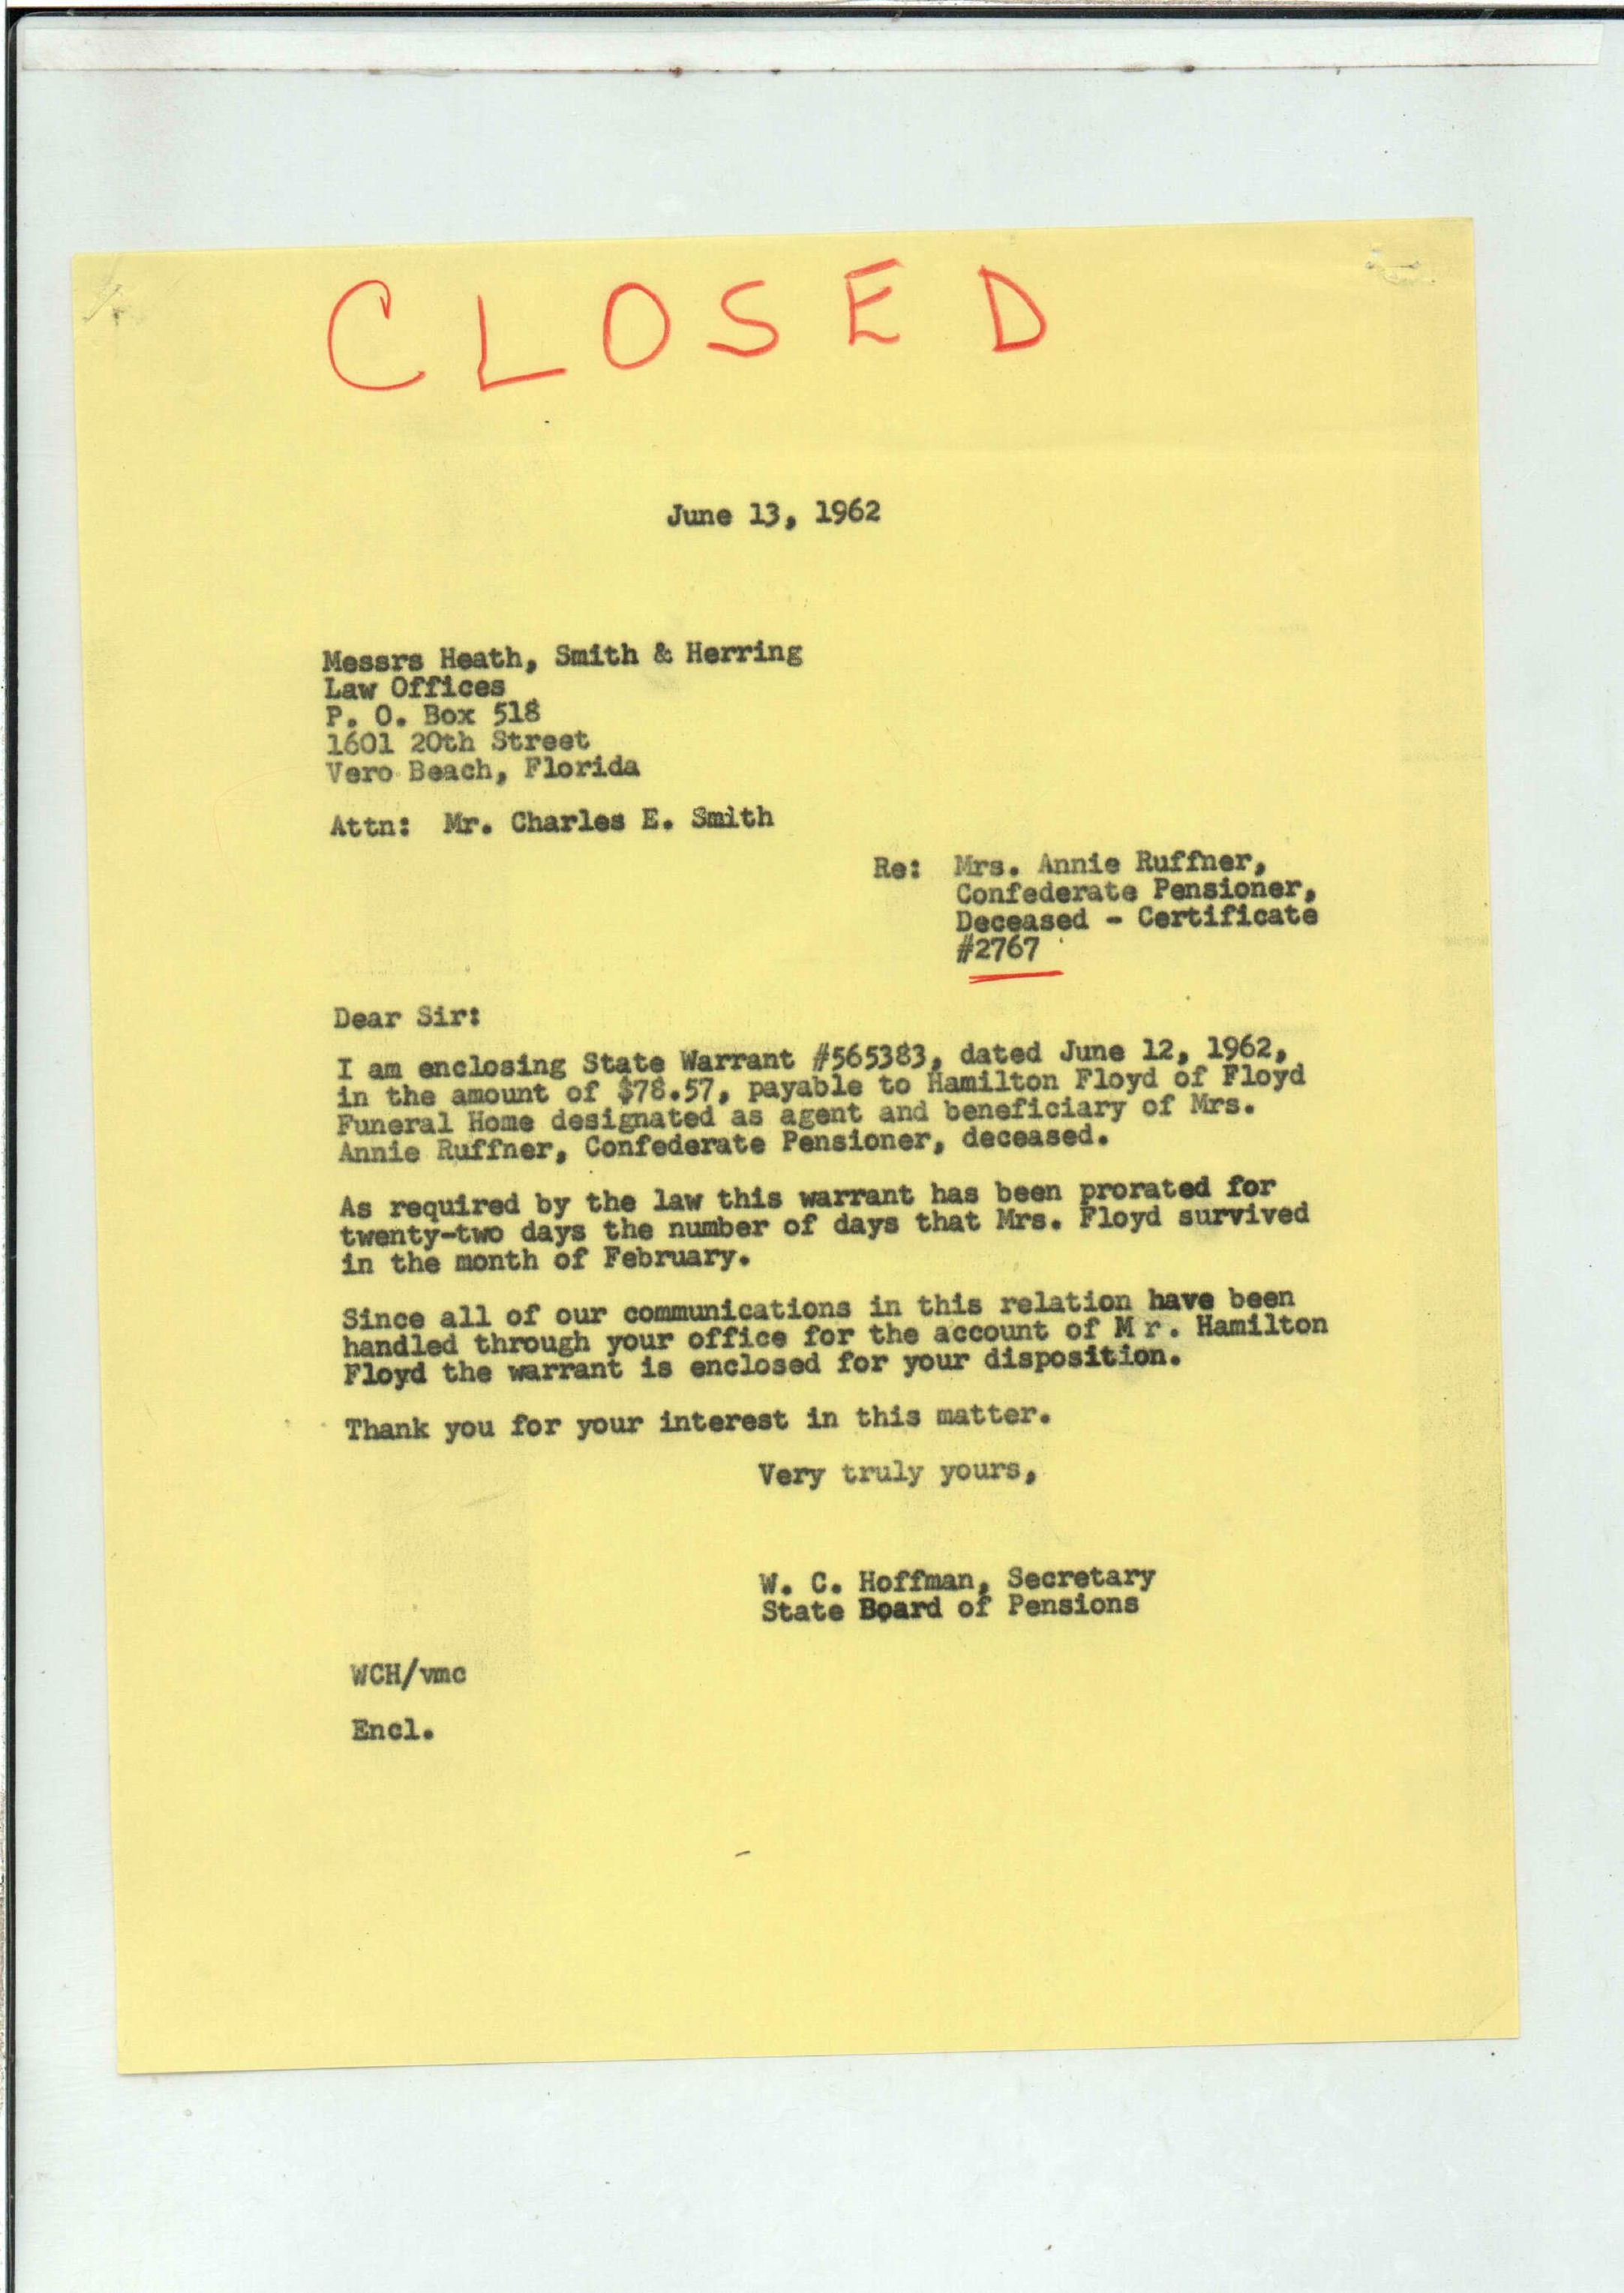 CLOSED
June 13, 1962
Messrs Heath, Smith & Herring
Law Offices
P. O. Box 518
1601 20th Street
Vero Beach, Florida
Attn: Mr. Charles E. Smith
Re: Mrs. Annie Ruffner,
Confederate Pensioner,
Deceased - Certificate
#2767
Dear Sir:
I am enclosing State Warrant #565383, dated June 12, 1962,
in the amount of $78.57, payable to Hamilton Floyd of Floyd
Funeral Home designated as agent and beneficiary of Mrs.
Annie Ruffner, Confederate Pensioner, deceased.
As required by the law this warrant has been prorated for
twenty-two days the number of days that Mrs. Floyd survived
in the month of February.
Since all of our communications in this relation have been
handled through your office for the account of Mr. Hamilton
Floyd the warrant is enclosed for your disposition.
Thank you for your interest in this matter.
Very truly yours,
W. C. Hoffman, Secretary
State Board of Pensions
WCH/vmc
Encl.